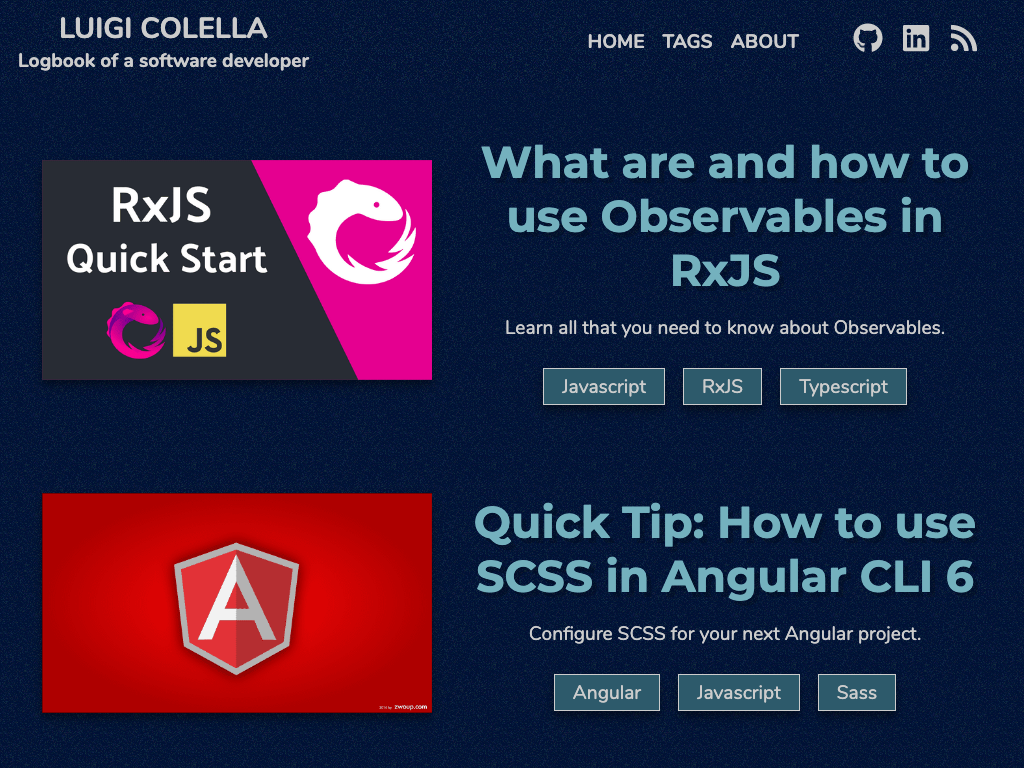 LUIGI COLELLA
Logbook of a software developer
HOME TAGS ABOUT
in
RxJS
Quick Start
JS
What are and how to
use Observables in
RxJS
Learn all that you need to know about Observables.
Javascript RxJS Typescript
A
zwoup.com
Quick Tip: How to use
SCSS in Angular CLI 6
Configure SCSS for your next Angular project.
Angular Javascript Sass